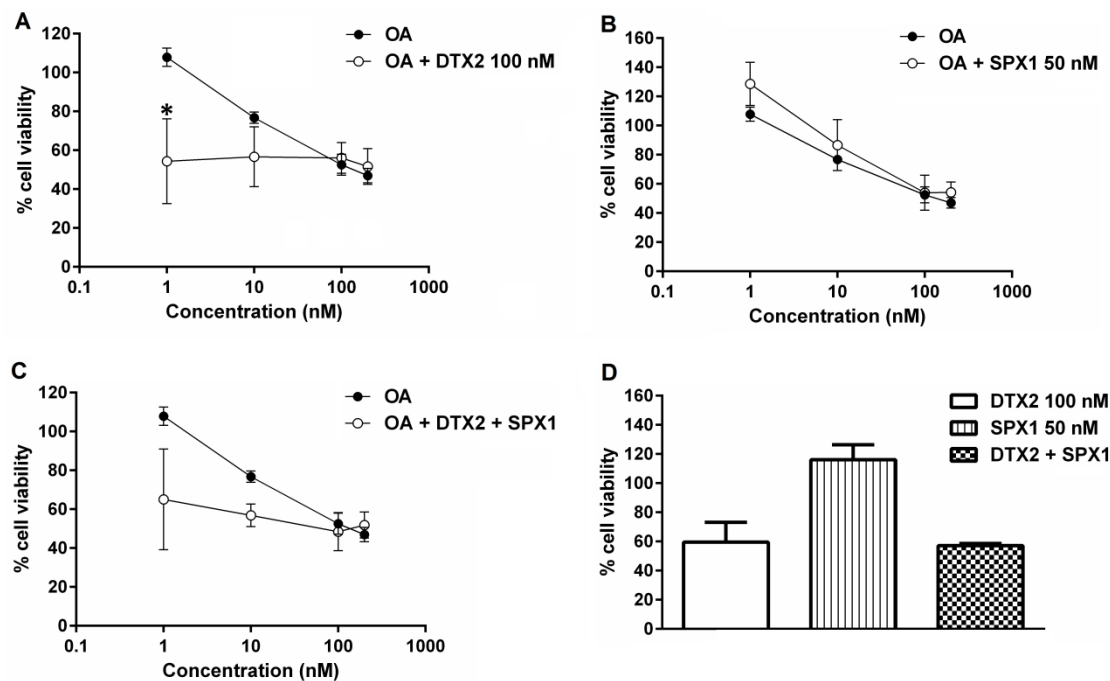 A
OA
OA + DTX2 100 nM
% cell viability
120
100
80
60
40
20
0
*
0.1 1 10 100 1000
Concentration (nM)
B
OA
OA + SPX1 50 nM
% cell viability
160
140
120
100
80
60
40
20
0
0.1 1 10 100 1000
Concentration (nM)
C
OA
OA + DTX2 + SPX1
% cell viability
120
100
80
60
40
20
0
0.1 1 10 100 1000
Concentration (nM)
D
DTX2 100 nM
SPX1 50 nM
DTX2 + SPX1
% cell viability
160
140
120
100
80
60
40
20
0